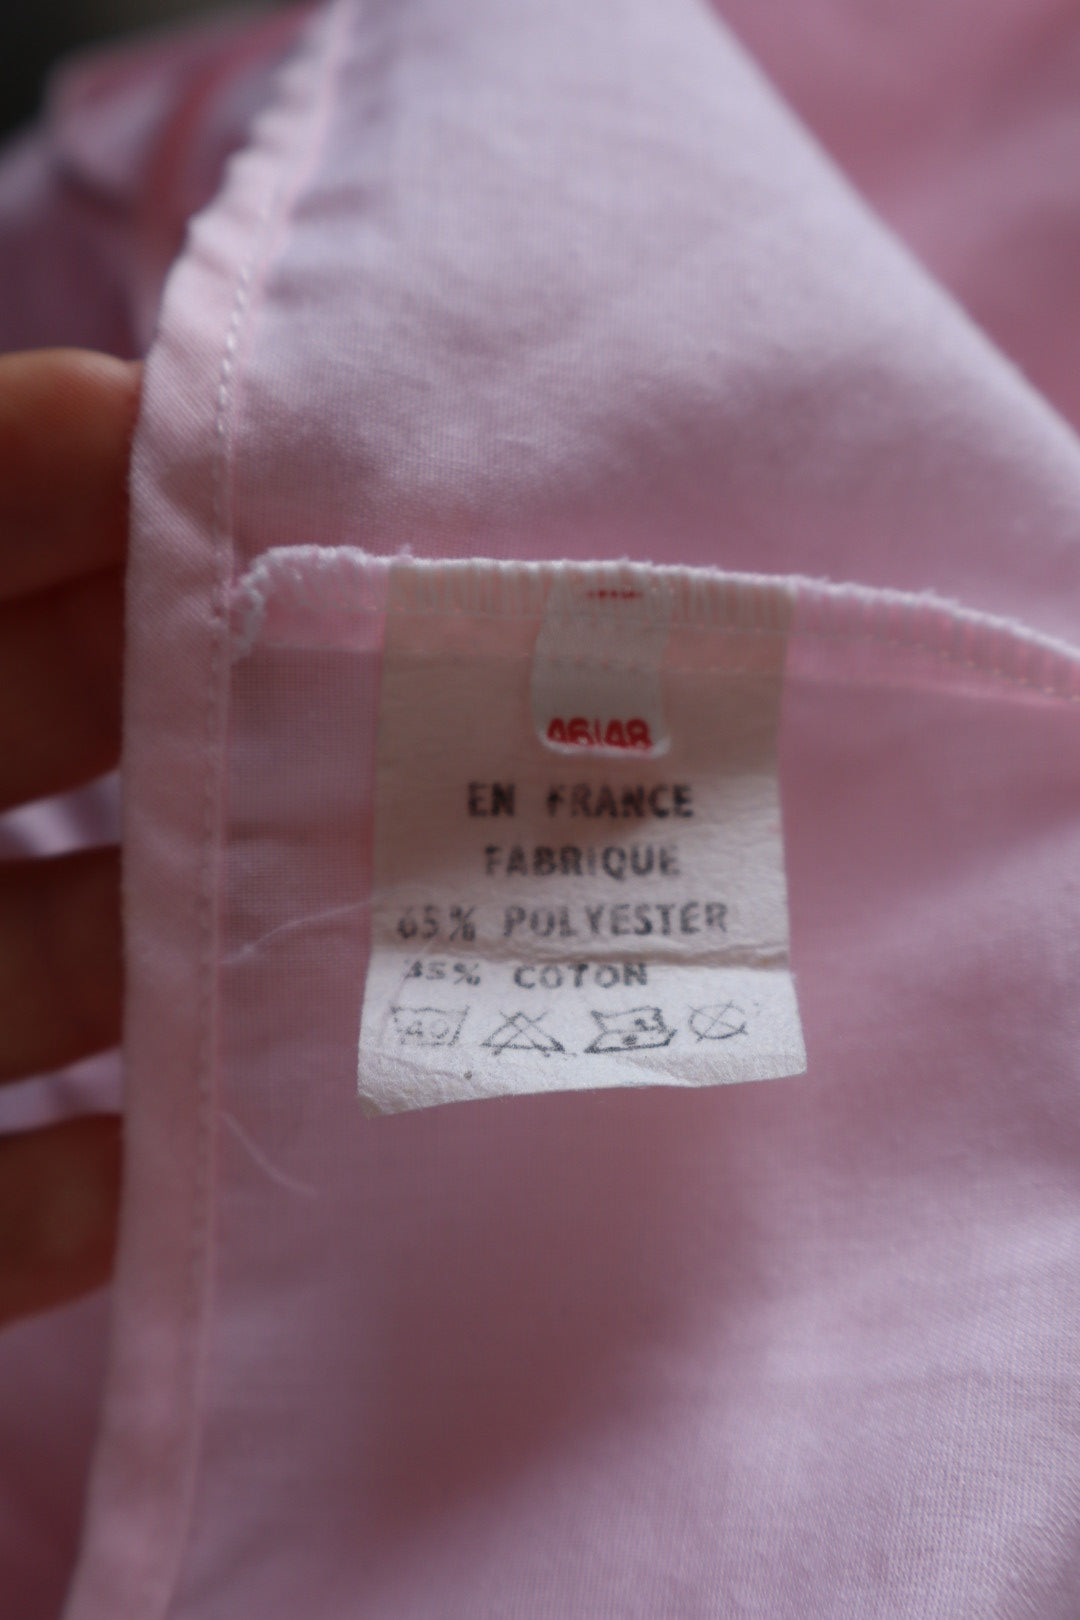 46/48
EN FRANCE
FABRIQUE
65% POLYESTER
35% COTON
40